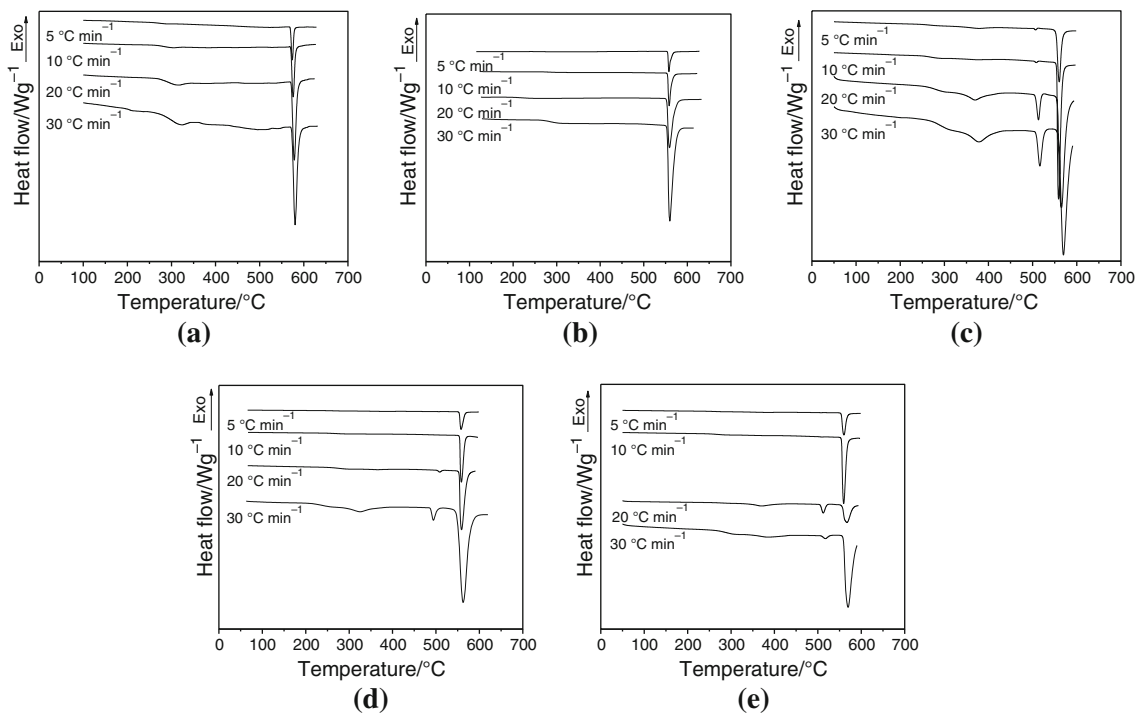 Heat flow/Wg⁻¹ Exo
5 °C min⁻¹
10 °C min⁻¹
20 °C min⁻¹
30 °C min⁻¹
0 100 200 300 400 500 600 700
Temperature/°C
(a)
Heat flow/Wg⁻¹ Exo
5 °C min⁻¹
10 °C min⁻¹
20 °C min⁻¹
30 °C min⁻¹
0 100 200 300 400 500 600 700
Temperature/°C
(b)
Heat flow/Wg⁻¹ Exo
5 °C min⁻¹
10 °C min⁻¹
20 °C min⁻¹
30 °C min⁻¹
0 100 200 300 400 500 600 700
Temperature/°C
(c)
Heat flow/Wg⁻¹ Exo
5 °C min⁻¹
10 °C min⁻¹
20 °C min⁻¹
30 °C min⁻¹
0 100 200 300 400 500 600 700
Temperature/°C
(d)
Heat flow/Wg⁻¹ Exo
5 °C min⁻¹
10 °C min⁻¹
20 °C min⁻¹
30 °C min⁻¹
0 100 200 300 400 500 600 700
Temperature/°C
(e)